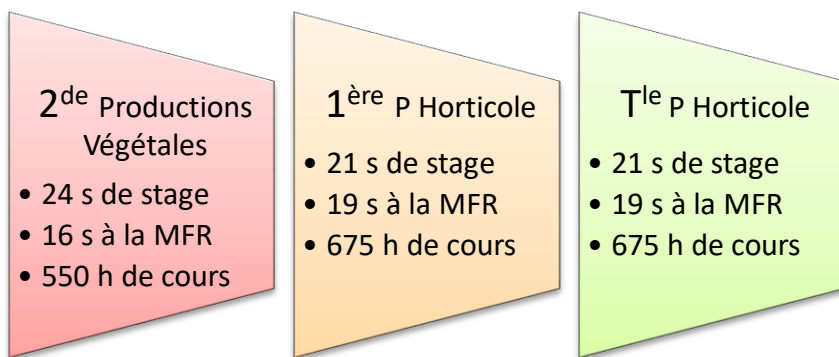 2de Productions
Végétales
• 24 s de stage
• 16 s à la MFR
• 550 h de cours
1ère P Horticole
• 21 s de stage
• 19 s à la MFR
• 675 h de cours
Tle P Horticole
• 21 s de stage
• 19 s à la MFR
• 675 h de cours